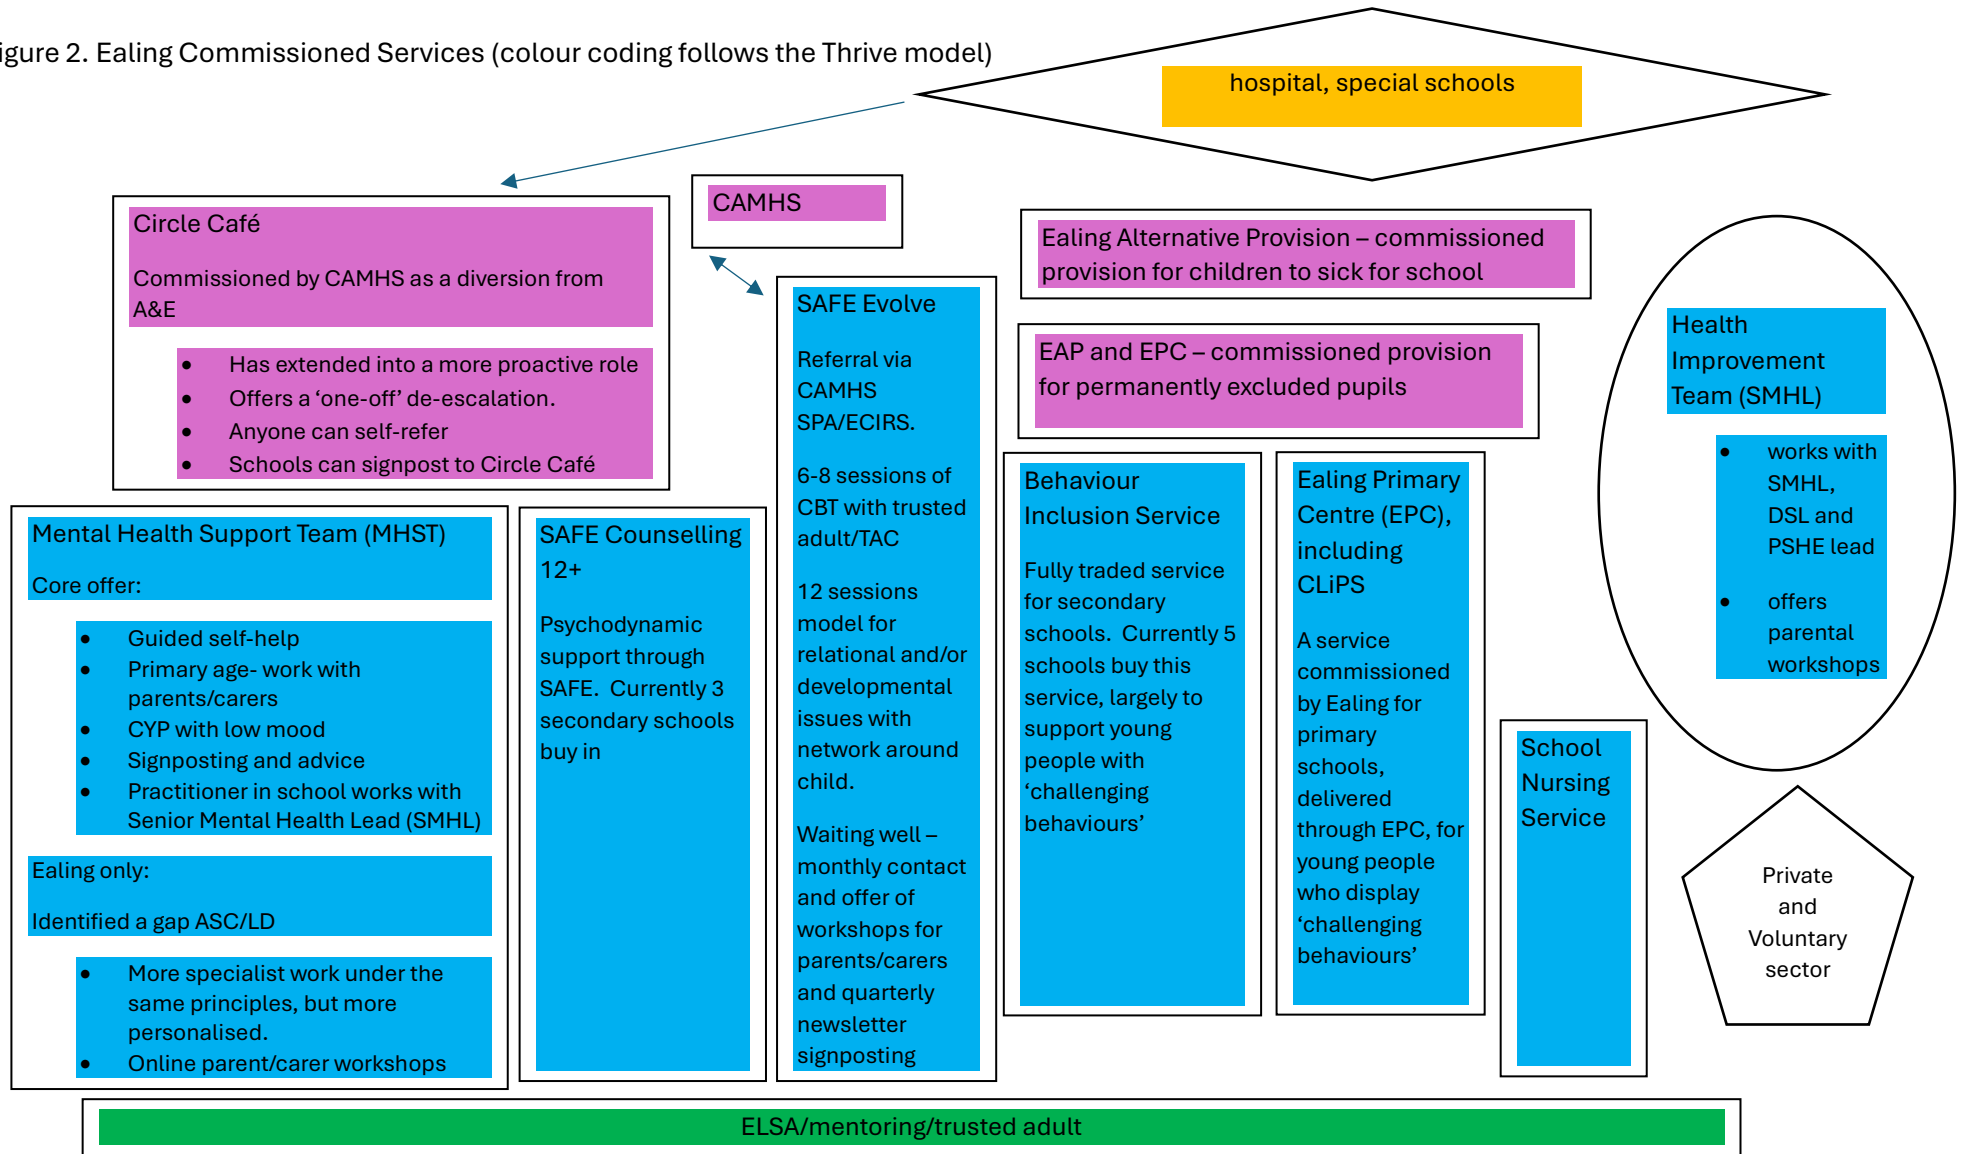 igure 2. Ealing Commissioned Services (colour coding follows the Thrive model)
hospital, special schools
Circle Café
Commissioned by CAMHS as a diversion from
A&E
• Has extended into a more proactive role
• Offers a ‘one-off’ de-escalation.
• Anyone can self-refer
• Schools can signpost to Circle Café
CAMHS
Ealing Alternative Provision – commissioned
provision for children to sick for school
EAP and EPC – commissioned provision
for permanently excluded pupils
Mental Health Support Team (MHST)
Core offer:
• Guided self-help
• Primary age- work with
parents/carers
• CYP with low mood
• Signposting and advice
• Practitioner in school works with
Senior Mental Health Lead (SMHL)
Ealing only:
Identified a gap ASC/LD
• More specialist work under the
same principles, but more
personalised.
• Online parent/carer workshops
SAFE Counselling
12+
Psychodynamic
support through
SAFE. Currently 3
secondary schools
buy in
SAFE Evolve
Referral via
CAMHS
SPA/ECIRS.
6-8 sessions of
CBT with trusted
adult/TAC
12 sessions
model for
relational and/or
developmental
issues with
network around
child.
Waiting well –
monthly contact
and offer of
workshops for
parents/carers
and quarterly
newsletter
signposting
Behaviour
Inclusion Service
Fully traded service
for secondary
schools. Currently 5
schools buy this
service, largely to
support young
people with
‘challenging
behaviours’
Ealing Primary
Centre (EPC),
including
CLiPS
A service
commissioned
by Ealing for
primary
schools,
delivered
through EPC, for
young people
who display
‘challenging
behaviours’
School
Nursing
Service
Health
Improvement
Team (SMHL)
• works with
SMHL,
DSL and
PSHE lead
• offers
parental
workshops
Private
and
Voluntary
sector
ELSA/mentoring/trusted adult